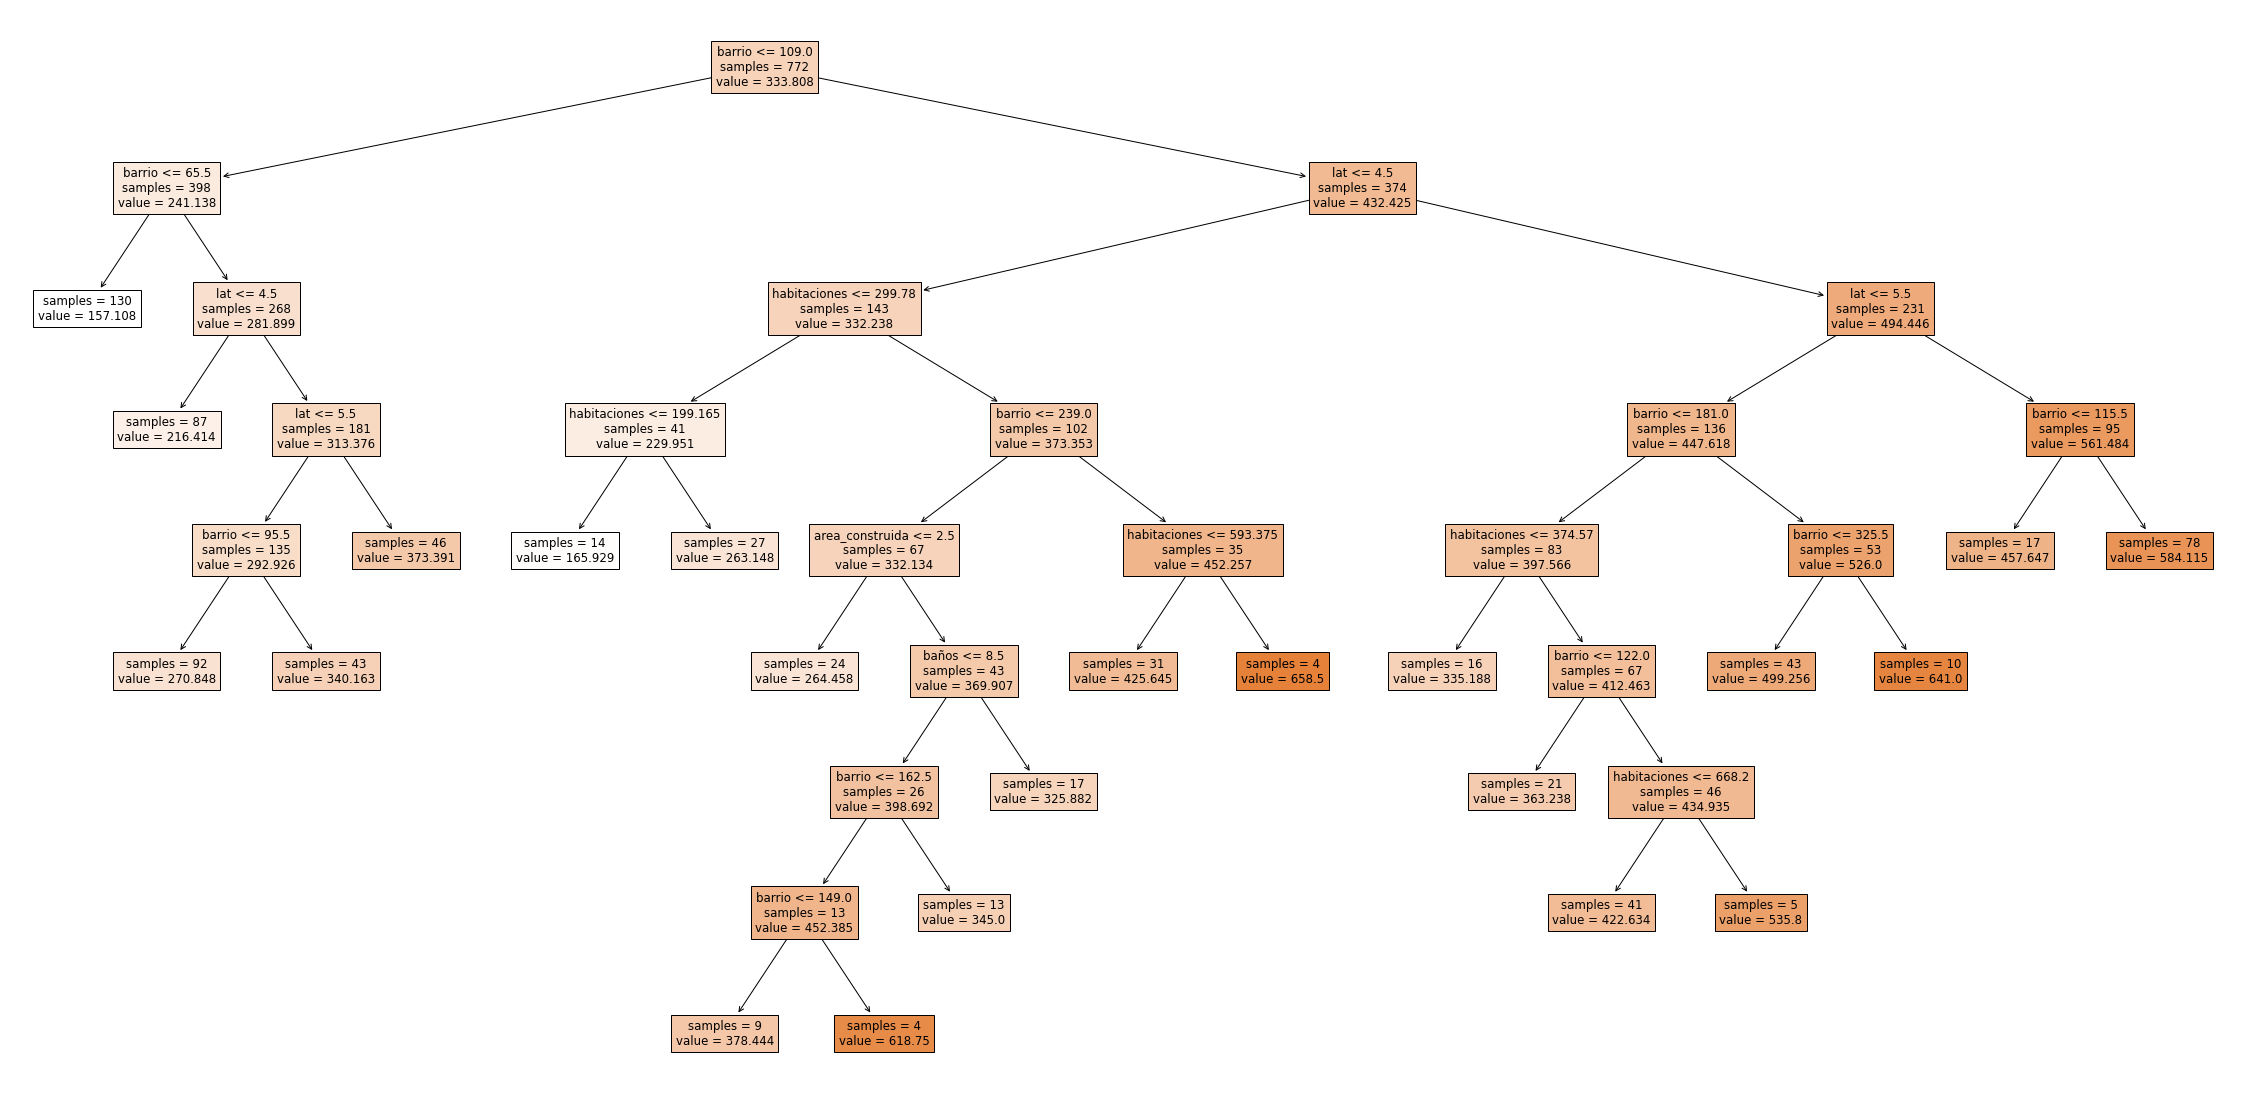 barrio <= 109.0
samples = 772
value = 333.808
barrio <= 65.5
samples = 398
value = 241.138
lat <= 4.5
samples = 374
value = 432.425
samples = 130
value = 157.108
lat <= 4.5
samples = 268
value = 281.899
habitaciones <= 299.78
samples = 143
value = 332.238
lat <= 5.5
samples = 231
value = 494.446
samples = 87
value = 216.414
lat <= 5.5
samples = 181
value = 313.376
habitaciones <= 199.165
samples = 41
value = 229.951
barrio <= 239.0
samples = 102
value = 373.353
barrio <= 181.0
samples = 136
value = 447.618
barrio <= 115.5
samples = 95
value = 561.484
barrio <= 95.5
samples = 135
value = 292.926
samples = 46
value = 373.391
samples = 14
value = 165.929
samples = 27
value = 263.148
area_construida <= 2.5
samples = 67
value = 332.134
habitaciones <= 593.375
samples = 35
value = 452.257
habitaciones <= 374.57
samples = 83
value = 397.566
barrio <= 325.5
samples = 53
value = 526.0
samples = 17
value = 457.647
samples = 78
value = 584.115
samples = 92
value = 270.848
samples = 43
value = 340.163
samples = 24
value = 264.458
baños <= 8.5
samples = 43
value = 369.907
samples = 31
value = 425.645
samples = 4
value = 658.5
samples = 16
value = 335.188
barrio <= 122.0
samples = 67
value = 412.463
samples = 43
value = 499.256
samples = 10
value = 641.0
barrio <= 162.5
samples = 26
value = 398.692
samples = 17
value = 325.882
samples = 21
value = 363.238
habitaciones <= 668.2
samples = 46
value = 434.935
barrio <= 149.0
samples = 13
value = 452.385
samples = 13
value = 345.0
samples = 41
value = 422.634
samples = 5
value = 535.8
samples = 9
value = 378.444
samples = 4
value = 618.75